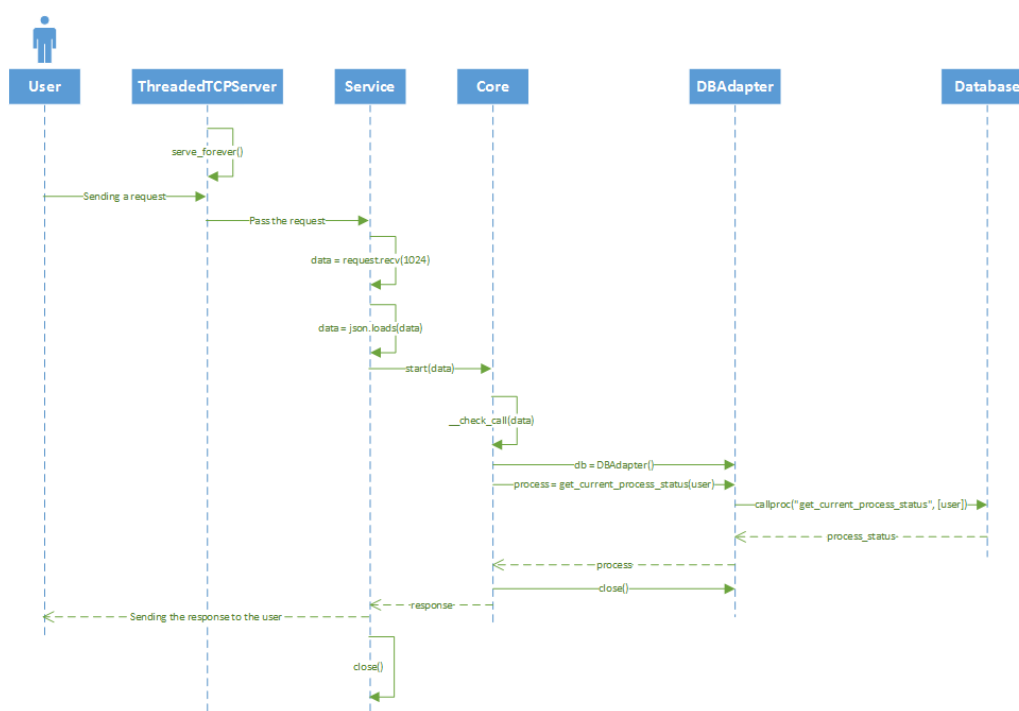 User
ThreadedTCPServer
Service
Core
DBAdapter
Database
serve_forever()
Sending a request
Pass the request
data = request.recv(1024)
data = json.loads(data)
start(data)
__check_call(data)
db = DBAdapter()
process = get_current_process_status(user)
callproc("get_current_process_status", [user])
process_status
process
close()
response
Sending the response to the user
close()